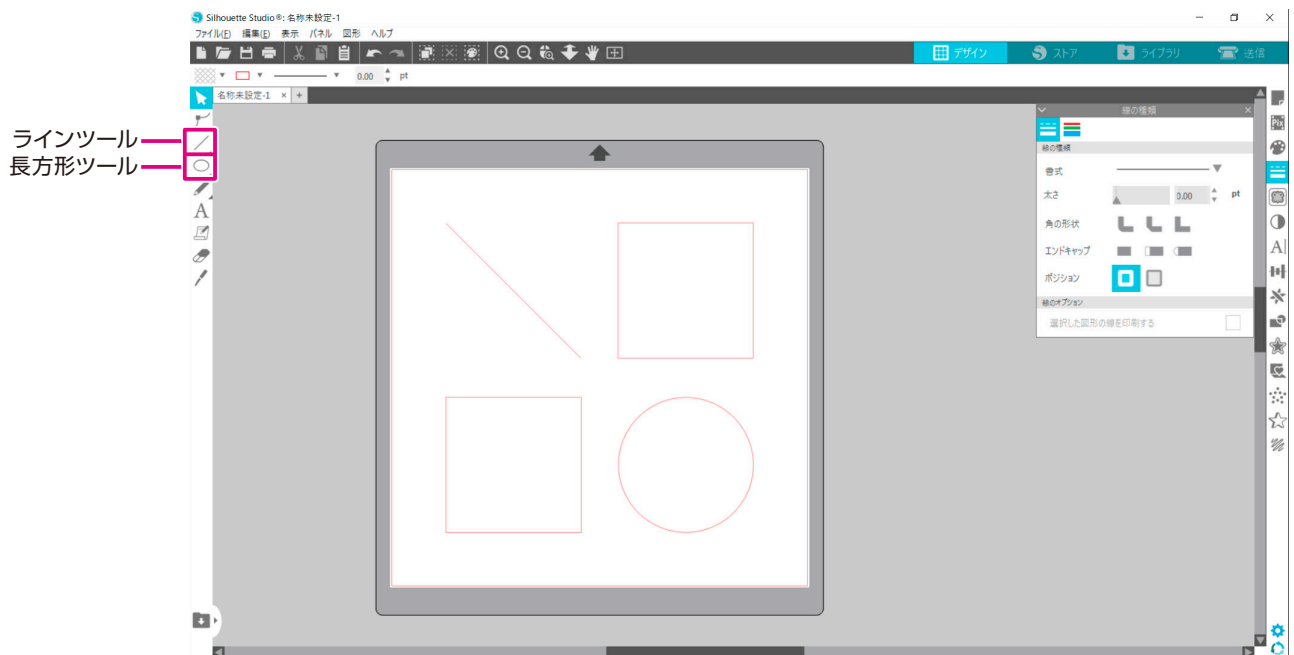 Silhouette Studio®: 名称未設定-1
ファイル(F) 編集(E) 表示 パネル 図形 ヘルプ
デザイン ストア ライブラリ 送信
0.00 pt
名称未設定-1 × +
ラインツール
長方形ツール
線の種類
線の種類
書式
太さ 0.00 pt
角の形状
エンドキャップ
ポジション
線のオプション
選択した図形の線を印刷する
Pix
A
A